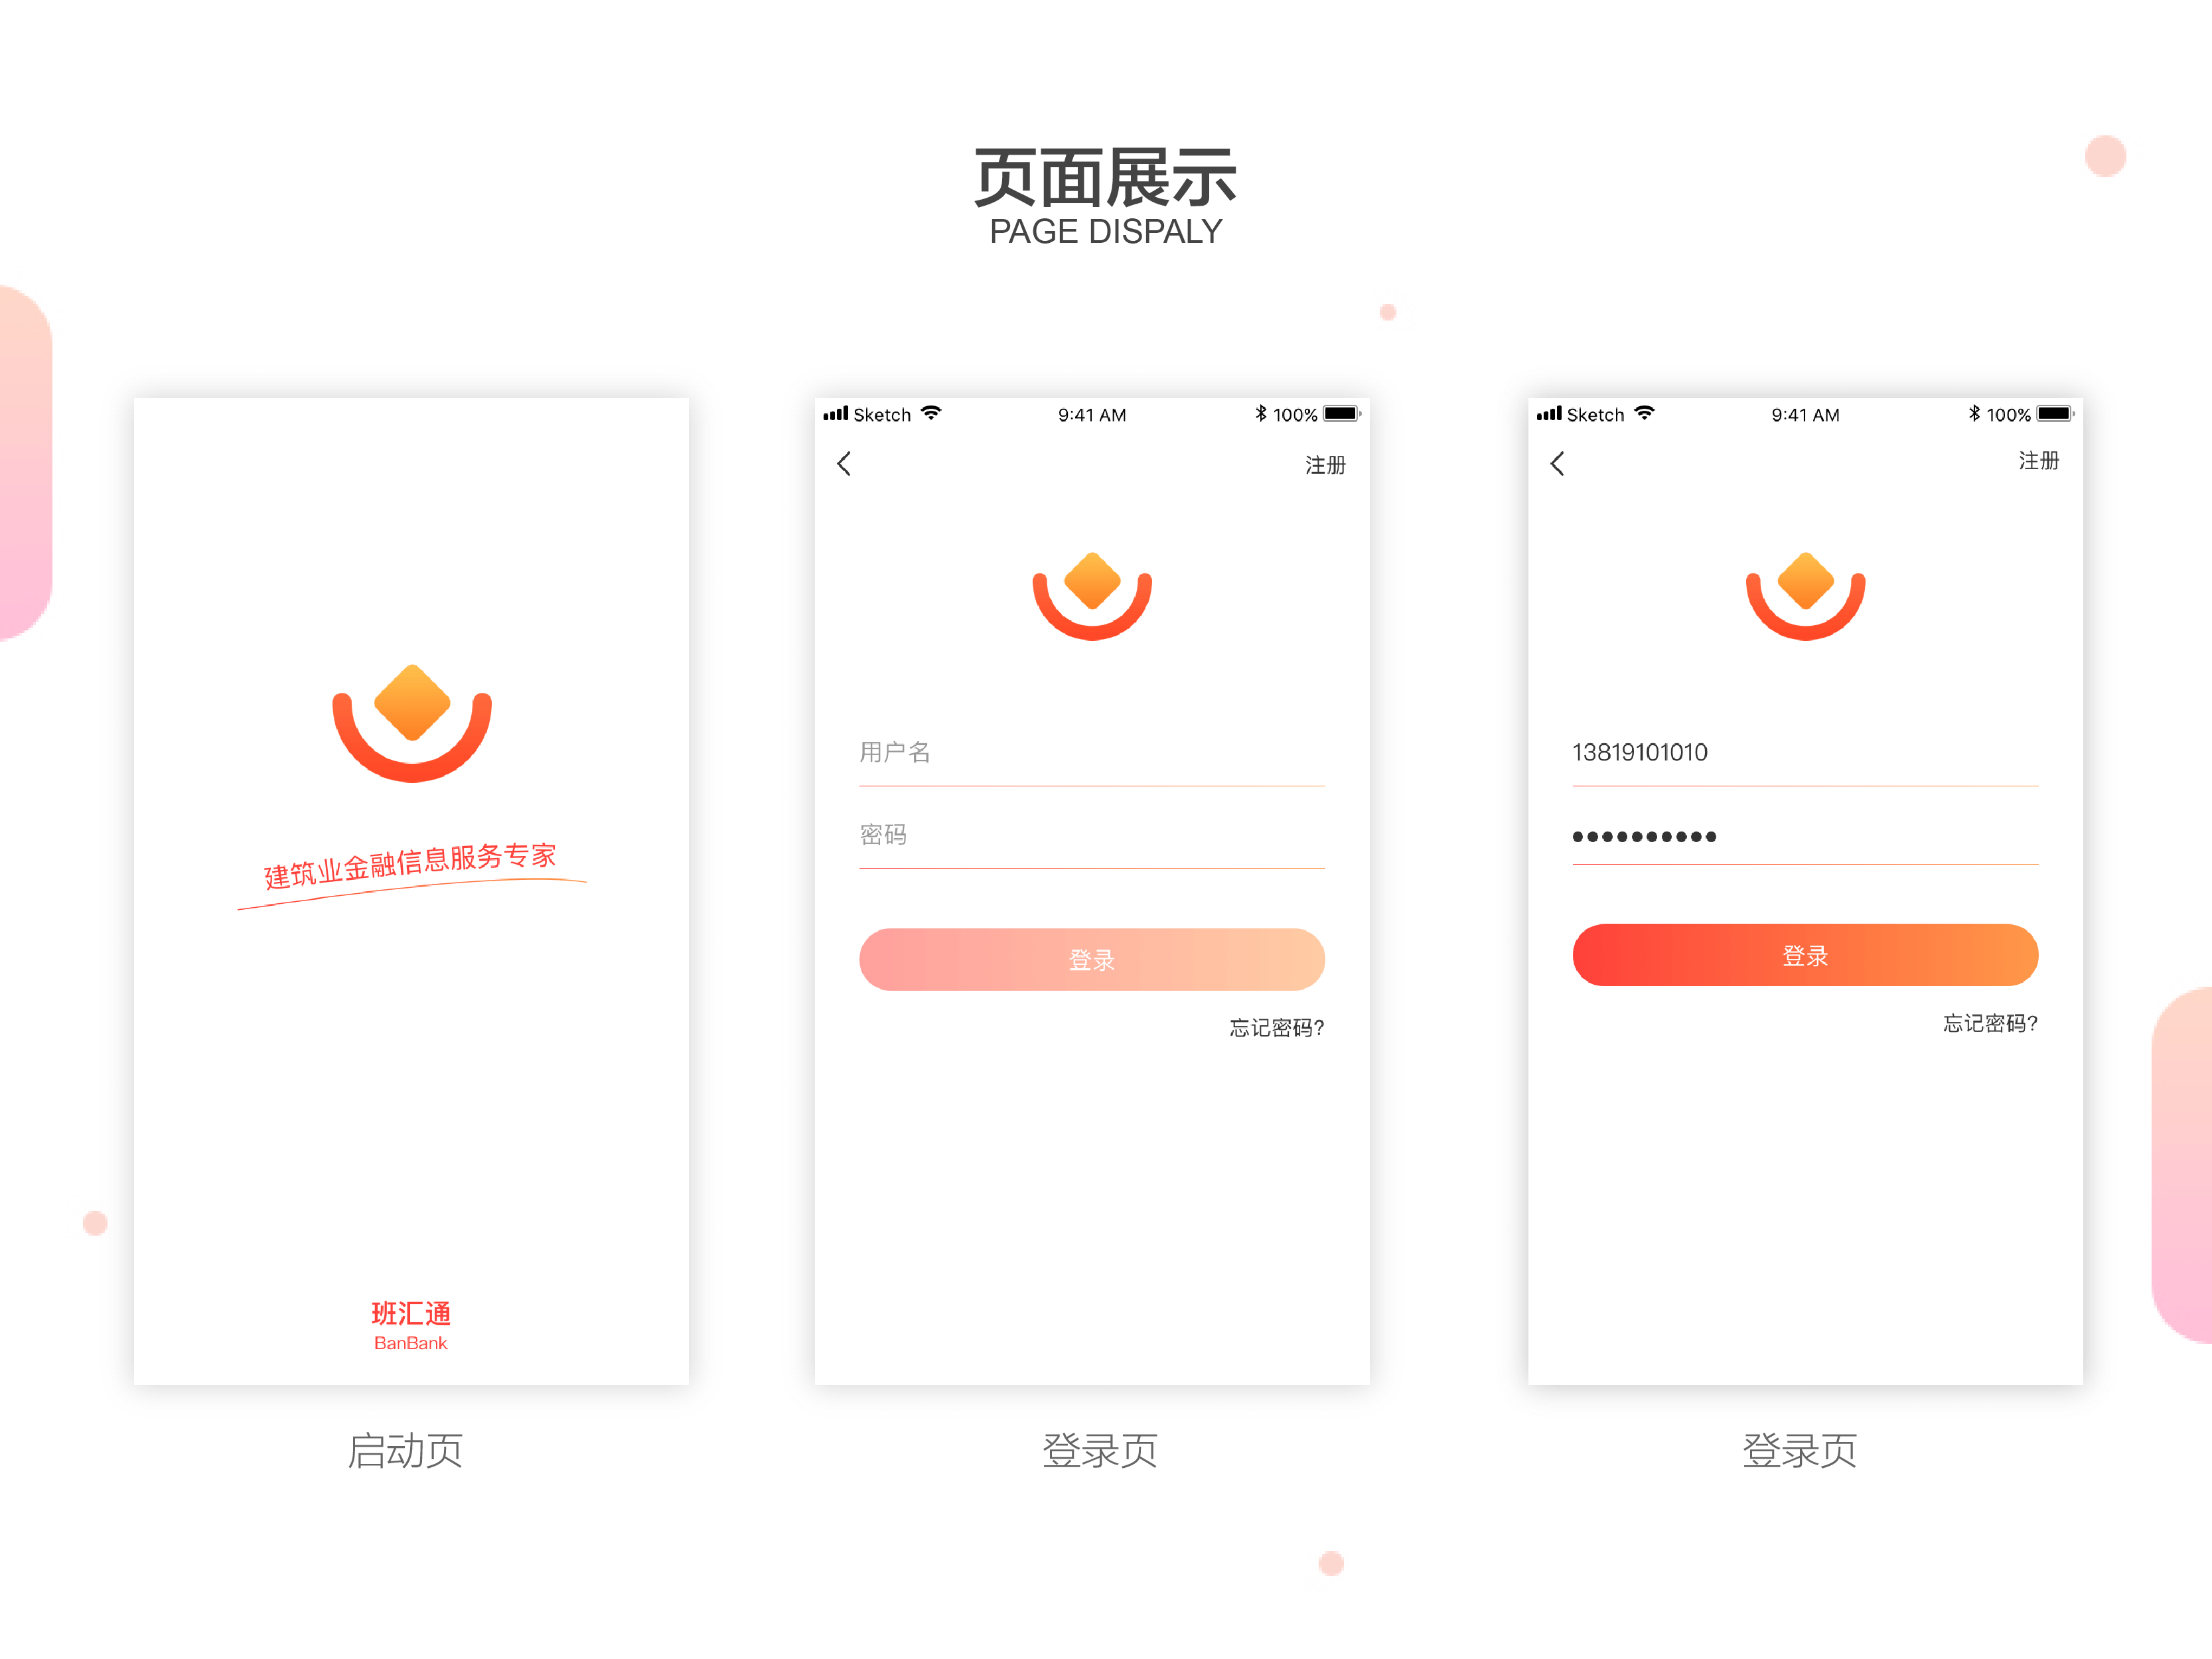 页面展示
PAGE DISPALY
建筑业金融信息服务专家
班汇通
BanBank
启动页
Sketch 9:41 AM 100%
注册
用户名
密码
登录
忘记密码?
登录页
Sketch 9:41 AM 100%
注册
13819101010
●●●●●●●●●●
登录
忘记密码?
登录页